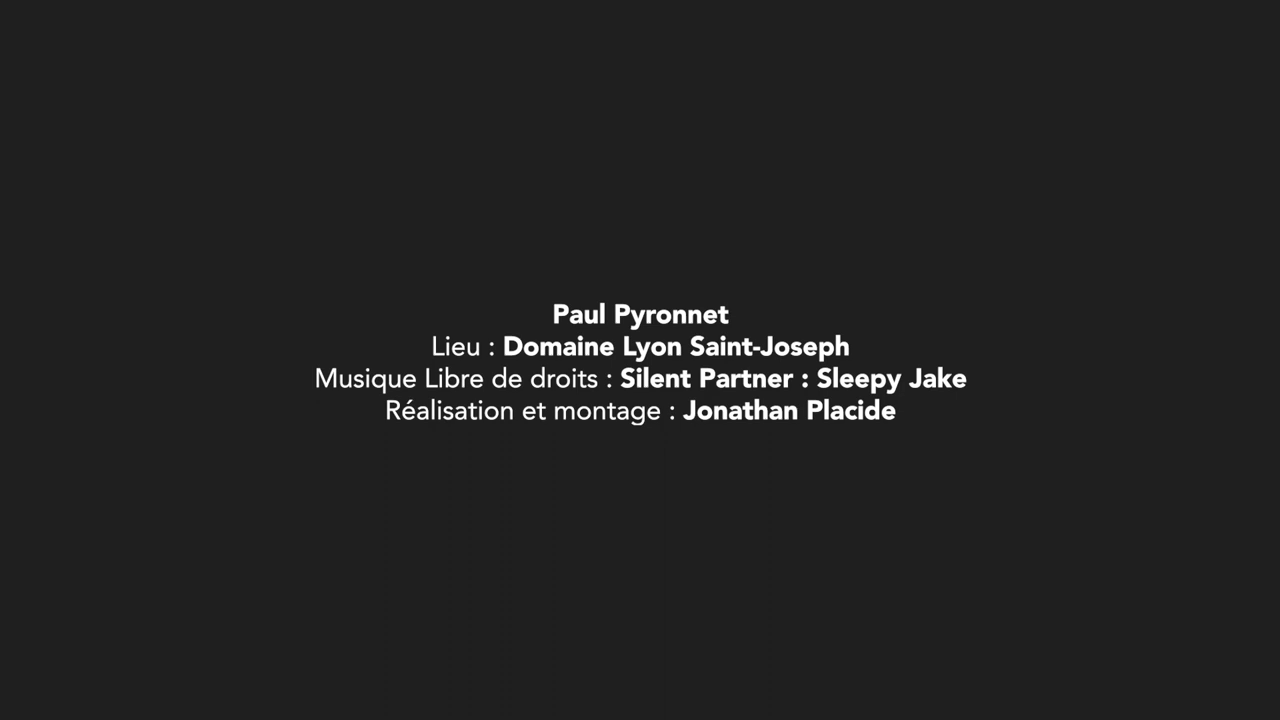 Paul Pyronnet
Lieu : Domaine Lyon Saint-Joseph
Musique Libre de droits : Silent Partner : Sleepy Jake
Réalisation et montage : Jonathan Placide